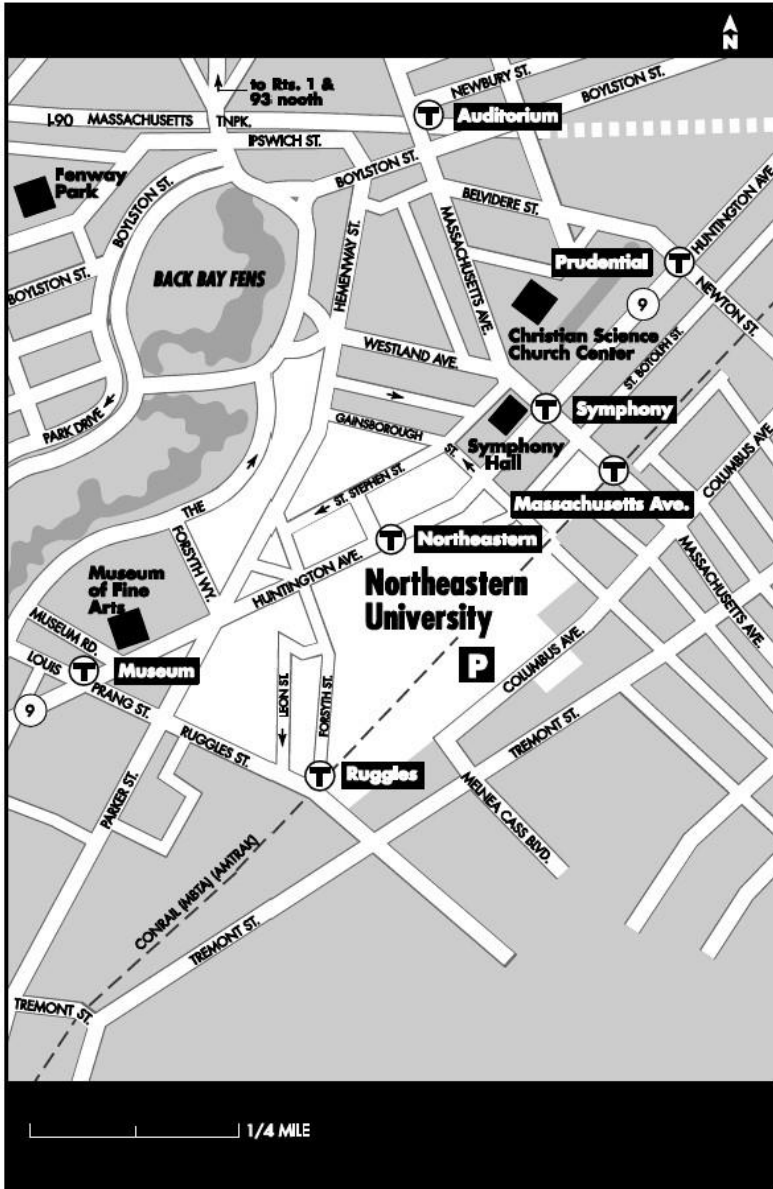 N
to Rts. 1 &
93 nooth
NEWBURY ST.
BOYLSTON ST.
I-90 MASSACHUSETTS TNPK.
T Auditorium
IPSWICH ST.
BOYLSTON ST.
Fenway
Park
BOYLSTON ST.
BELVIDERE ST.
HUNTINGTON AVE.
HEMENWAY ST.
MASSACHUSETTS AVE.
Prudential T
BOYLSTON ST.
BACK BAY FENS
NEWTON ST.
9
Christian Science
Church Center
WESTLAND AVE.
ST. BOTOLPH ST.
PARK DRIVE
T Symphony
GAINSBOROUGH
ST.
Symphony
Hall
COLUMBUS AVE.
T
Massachusetts Ave.
ST. STEPHEN ST.
THE
FORSYTH WY.
T Northeastern
MASSACHUSETTS AVE.
HUNTINGTON AVE.
Museum
of Fine
Arts
Northeastern
University
MUSEUM RD.
P
COLUMBUS AVE.
LOUIS
PRANG ST.
T Museum
9
LEON ST.
FORSYTH ST.
TREMONT ST.
RUGGLES ST.
T Ruggles
PARKER ST.
MELNEA CASS BLVD.
CONRAIL (MBTA) (AMTRAK)
TREMONT ST.
TREMONT ST.
1/4 MILE